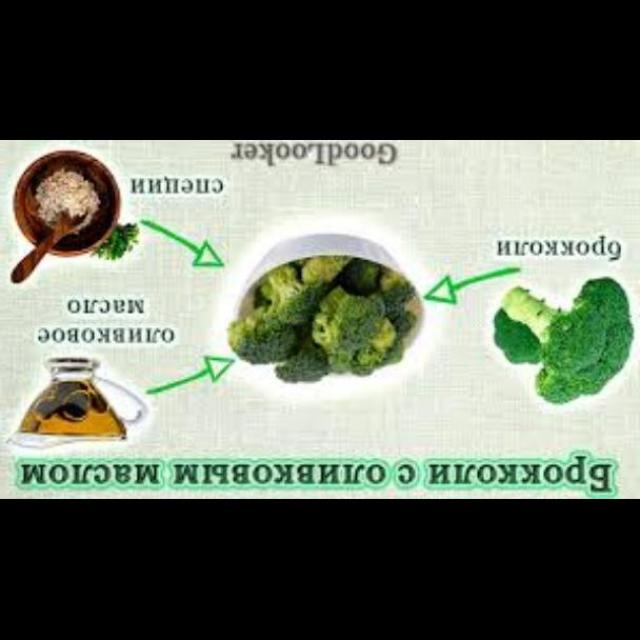 Брокколи с оливковым маслом
брокколи
оливковое
масло
специи
GoodLooker